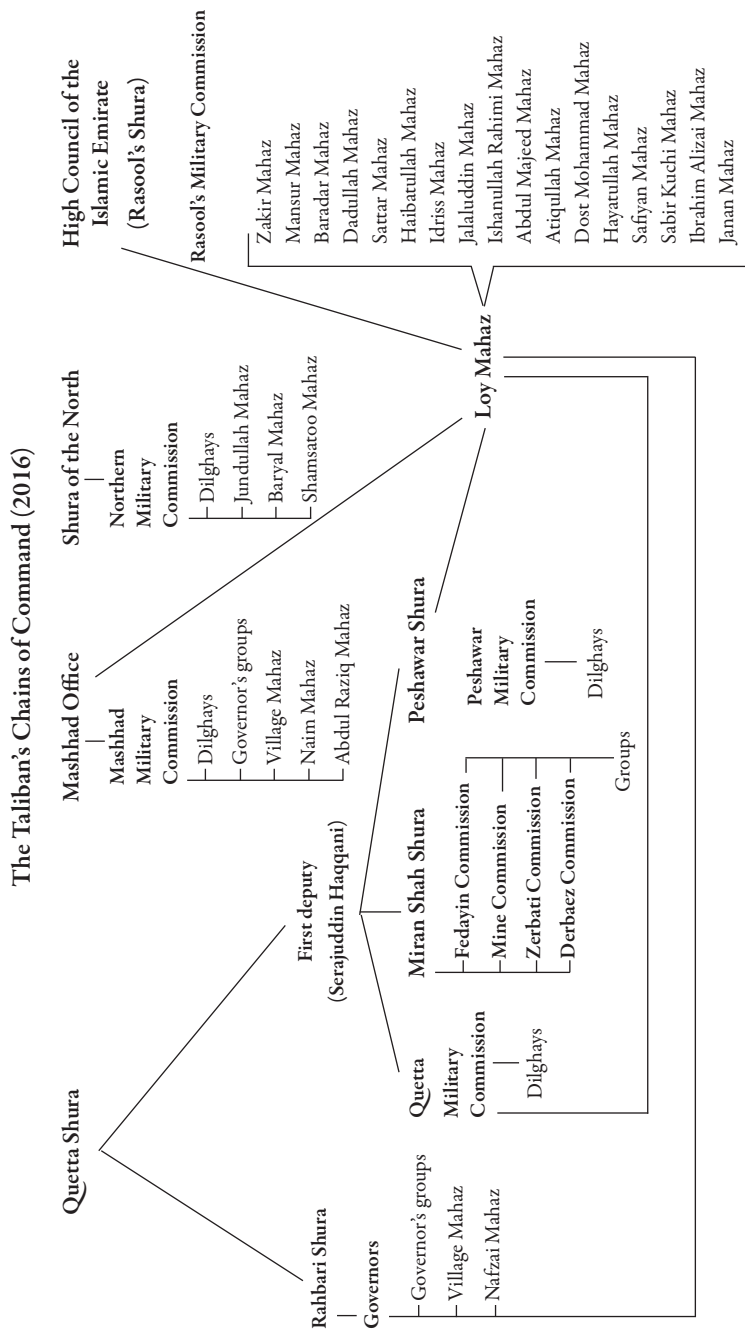 The Taliban's Chains of Command (2016)
Quetta Shura
Rahbari Shura
Governors
Governor's groups
Village Mahaz
Nafzai Mahaz
First deputy
(Serajuddin Haqqani)
Quetta
Military
Commission
Dilghays
Miran Shah Shura
Fedayin Commission
Mine Commission
Zerbati Commission
Derbaez Commission
Groups
Peshawar Shura
Peshawar
Military
Commission
Dilghays
Mashhad Office
Mashhad
Military
Commission
Dilghays
Governor's groups
Village Mahaz
Naim Mahaz
Abdul Raziq Mahaz
Shura of the North
Northern
Military
Commission
Dilghays
Jundullah Mahaz
Baryal Mahaz
Shamsatoo Mahaz
High Council of the
Islamic Emirate
(Rasool's Shura)
Rasool's Military Commission
Loy Mahaz
Zakir Mahaz
Mansur Mahaz
Baradar Mahaz
Dadullah Mahaz
Sattar Mahaz
Haibatullah Mahaz
Idriss Mahaz
Jalaluddin Mahaz
Ishanullah Rahimi Mahaz
Abdul Majeed Mahaz
Atiqullah Mahaz
Dost Mohammad Mahaz
Hayatullah Mahaz
Safiyan Mahaz
Sabir Kuchi Mahaz
Ibrahim Alizai Mahaz
Janan Mahaz